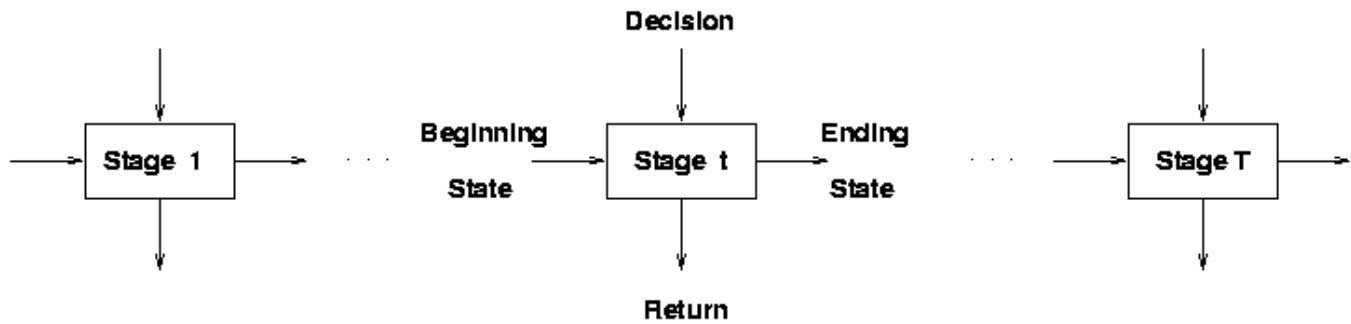 Decision
Beginning
Ending
Stage 1
Stage t
Stage T
State
State
Return